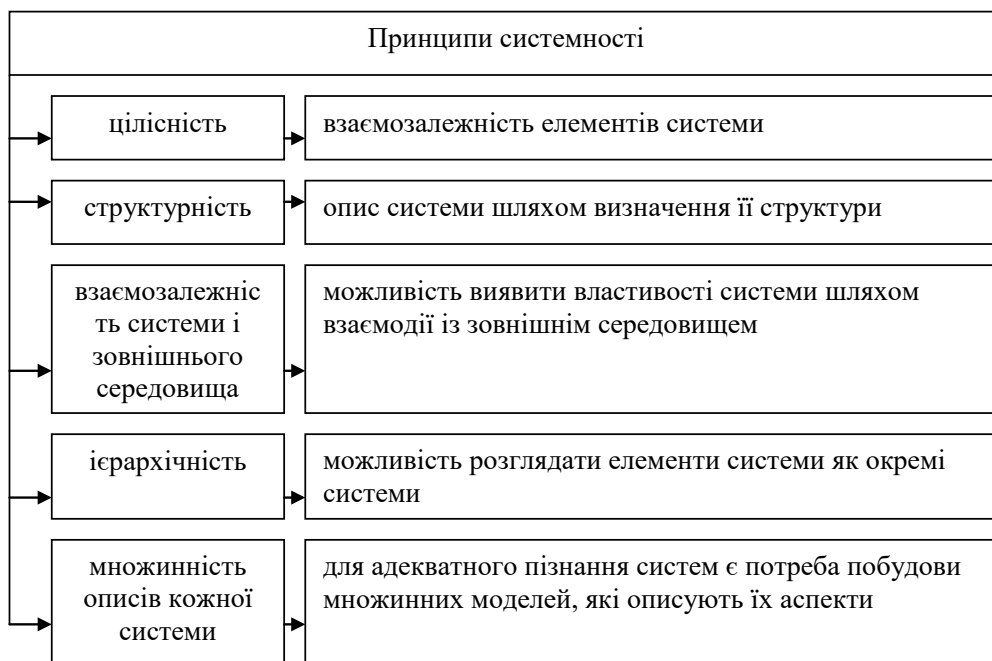 Принципи системності
цілісність
взаємозалежність елементів системи
структурність
опис системи шляхом визначення її структури
взаємозалежніс
ть системи і
зовнішнього
середовища
можливість виявити властивості системи шляхом
взаємодії із зовнішнім середовищем
ієрархічність
можливість розглядати елементи системи як окремі
системи
множинність
описів кожної
системи
для адекватного пізнання систем є потреба побудови
множинних моделей, які описують їх аспекти